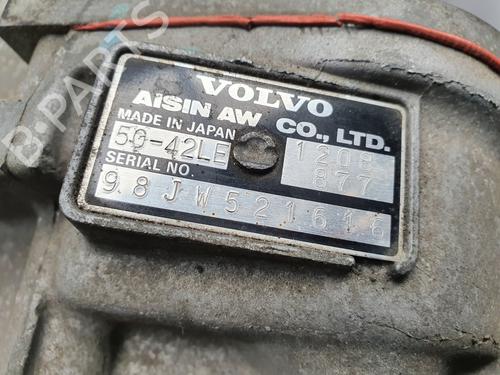 VOLVO
AISIN AW CO., LTD.
MADE IN JAPAN
50-42LE 1208
877
SERIAL NO.
98JW521616
B-PARTS